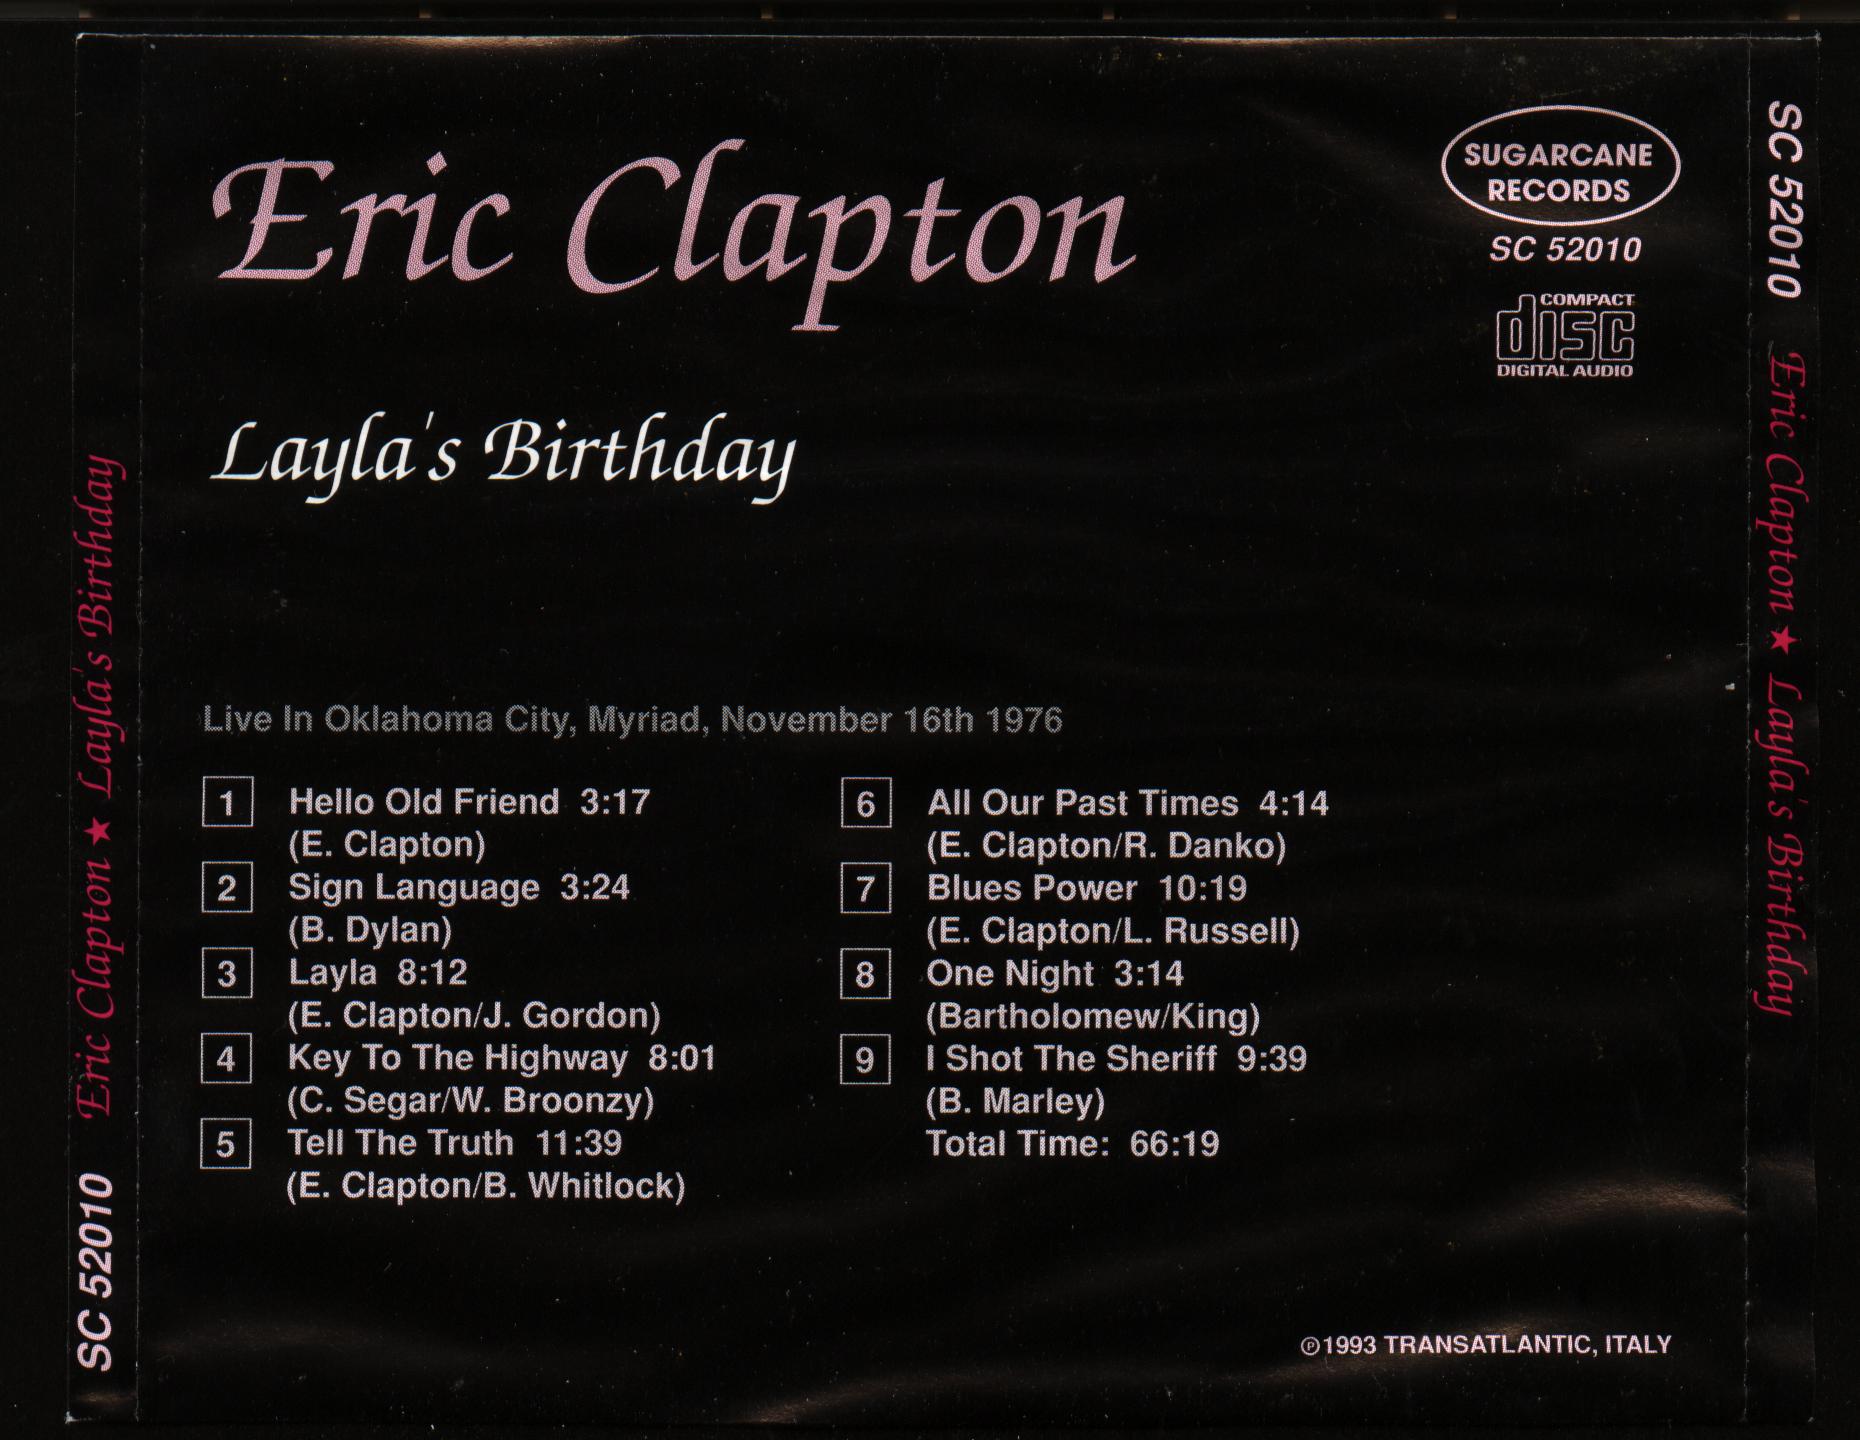 Eric Clapton
SUGARCANE
RECORDS
SC 52010
COMPACT
disc
DIGITAL AUDIO
Layla's Birthday
Live In Oklahoma City, Myriad, November 16th 1976
1 Hello Old Friend 3:17
(E. Clapton)
2 Sign Language 3:24
(B. Dylan)
3 Layla 8:12
(E. Clapton/J. Gordon)
4 Key To The Highway 8:01
(C. Segar/W. Broonzy)
5 Tell The Truth 11:39
(E. Clapton/B. Whitlock)
6 All Our Past Times 4:14
(E. Clapton/R. Danko)
7 Blues Power 10:19
(E. Clapton/L. Russell)
8 One Night 3:14
(Bartholomew/King)
9 I Shot The Sheriff 9:39
(B. Marley)
Total Time: 66:19
℗1993 TRANSATLANTIC, ITALY
SC 52010 Eric Clapton ★ Layla's Birthday
SC 52010 Eric Clapton ★ Layla's Birthday